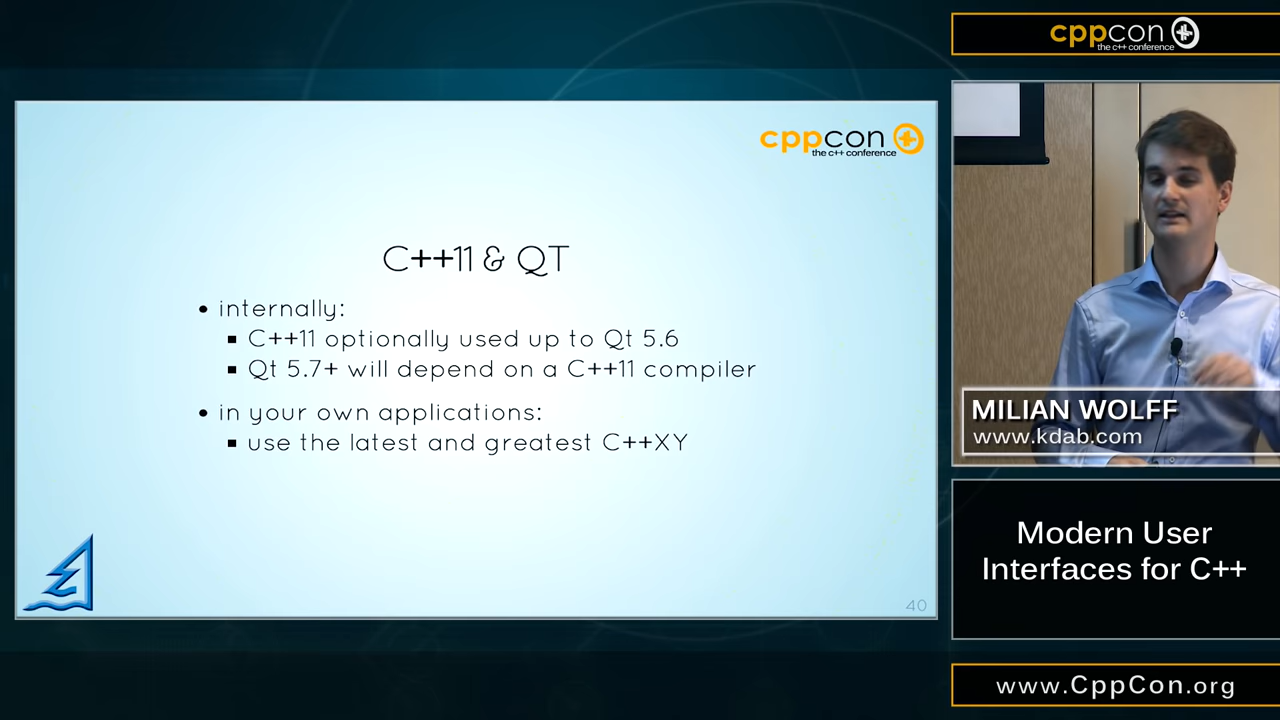 cppcon
the c++ conference
C++11 & QT
• internally:
▪ C++11 optionally used up to Qt 5.6
▪ Qt 5.7+ will depend on a C++11 compiler
• in your own applications:
▪ use the latest and greatest C++XY
40
cppcon
the c++ conference
MILIAN WOLFF
www.kdab.com
Modern User
Interfaces for C++
www.CppCon.org